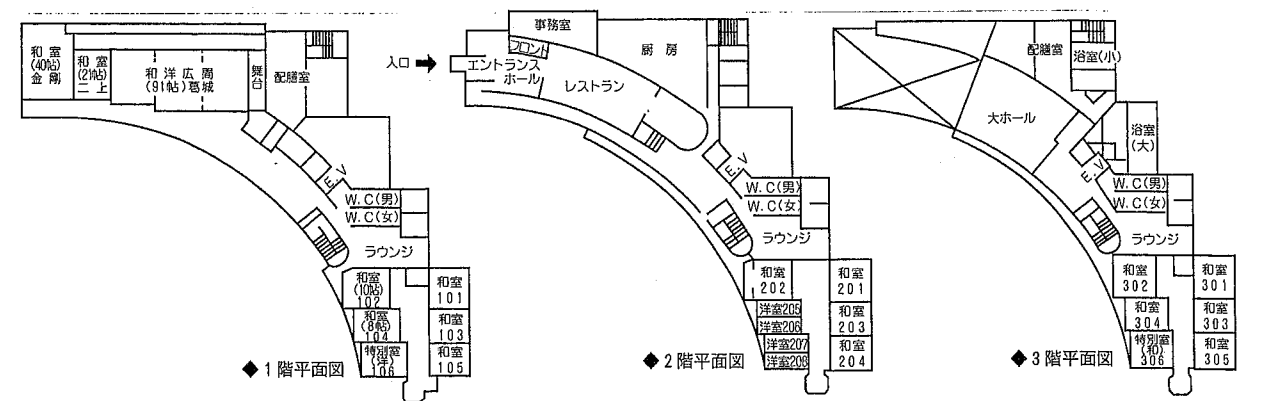 和室
(40帖)
金剛
和室
(21帖)
二上
和洋広間
(91帖)葛城
舞台
配膳室
E.V
W.C(男)
W.C(女)
ラウンジ
和室
(10帖)
102
和室
101
和室
(8帖)
104
和室
103
特別室
(洋)
106
和室
105
◆1階平面図
事務室
厨房
フロント
入口 ➡
エントランス
ホール
レストラン
E.V
W.C(男)
W.C(女)
ラウンジ
和室
202
和室
201
洋室205
洋室206
和室
203
洋室207
洋室208
和室
204
◆2階平面図
配膳室
浴室(小)
大ホール
浴室
(大)
E.V
W.C(男)
W.C(女)
ラウンジ
和室
302
和室
301
和室
304
和室
303
特別室
(和)
306
和室
305
◆3階平面図